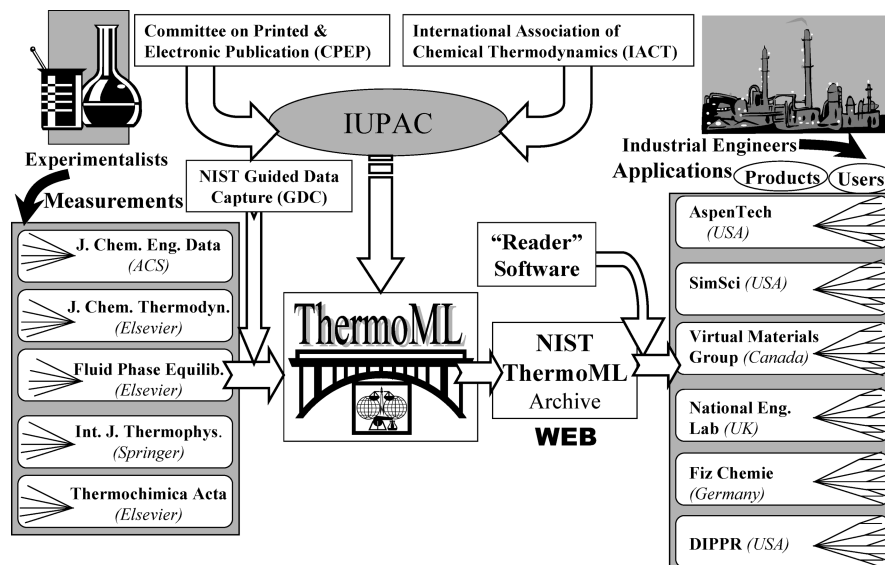 Committee on Printed &
Electronic Publication (CPEP)
International Association of
Chemical Thermodynamics (IACT)
IUPAC
Experimentalists
Measurements
NIST Guided Data
Capture (GDC)
Industrial Engineers
Applications
Products
Users
J. Chem. Eng. Data
(ACS)
J. Chem. Thermodyn.
(Elsevier)
Fluid Phase Equilib.
(Elsevier)
Int. J. Thermophys.
(Springer)
Thermochimica Acta
(Elsevier)
ThermoML
“Reader”
Software
NIST
ThermoML
Archive
WEB
AspenTech
(USA)
SimSci (USA)
Virtual Materials
Group (Canada)
National Eng.
Lab (UK)
Fiz Chemie
(Germany)
DIPPR (USA)